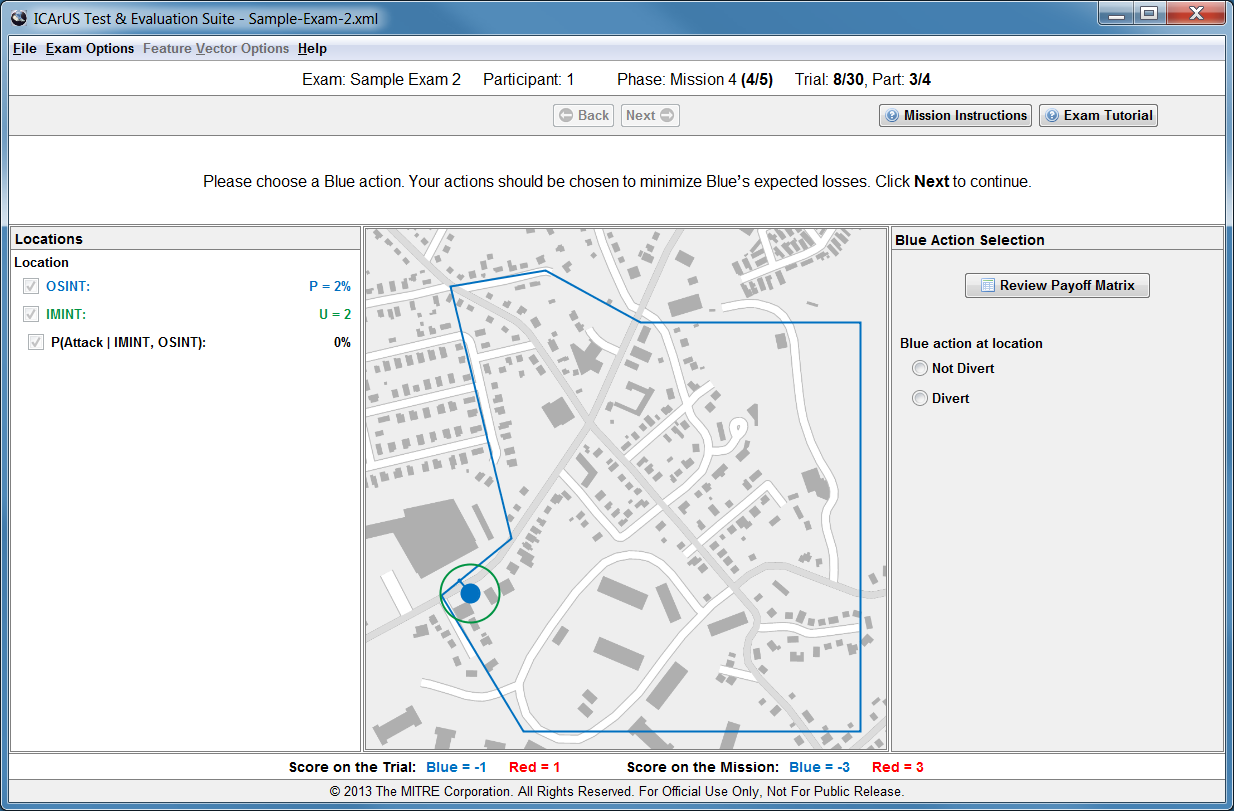 ICArUS Test & Evaluation Suite - Sample-Exam-2.xml
File Exam Options Feature Vector Options Help
Exam: Sample Exam 2 Participant: 1 Phase: Mission 4 (4/5) Trial: 8/30, Part: 3/4
Back Next Mission Instructions Exam Tutorial
Please choose a Blue action. Your actions should be chosen to minimize Blue's expected losses. Click Next to continue.
Locations
Location
OSINT: P = 2%
IMINT: U = 2
P(Attack | IMINT, OSINT): 0%
Blue Action Selection
Review Payoff Matrix
Blue action at location
Not Divert
Divert
Score on the Trial: Blue = -1 Red = 1 Score on the Mission: Blue = -3 Red = 3
© 2013 The MITRE Corporation. All Rights Reserved. For Official Use Only, Not For Public Release.